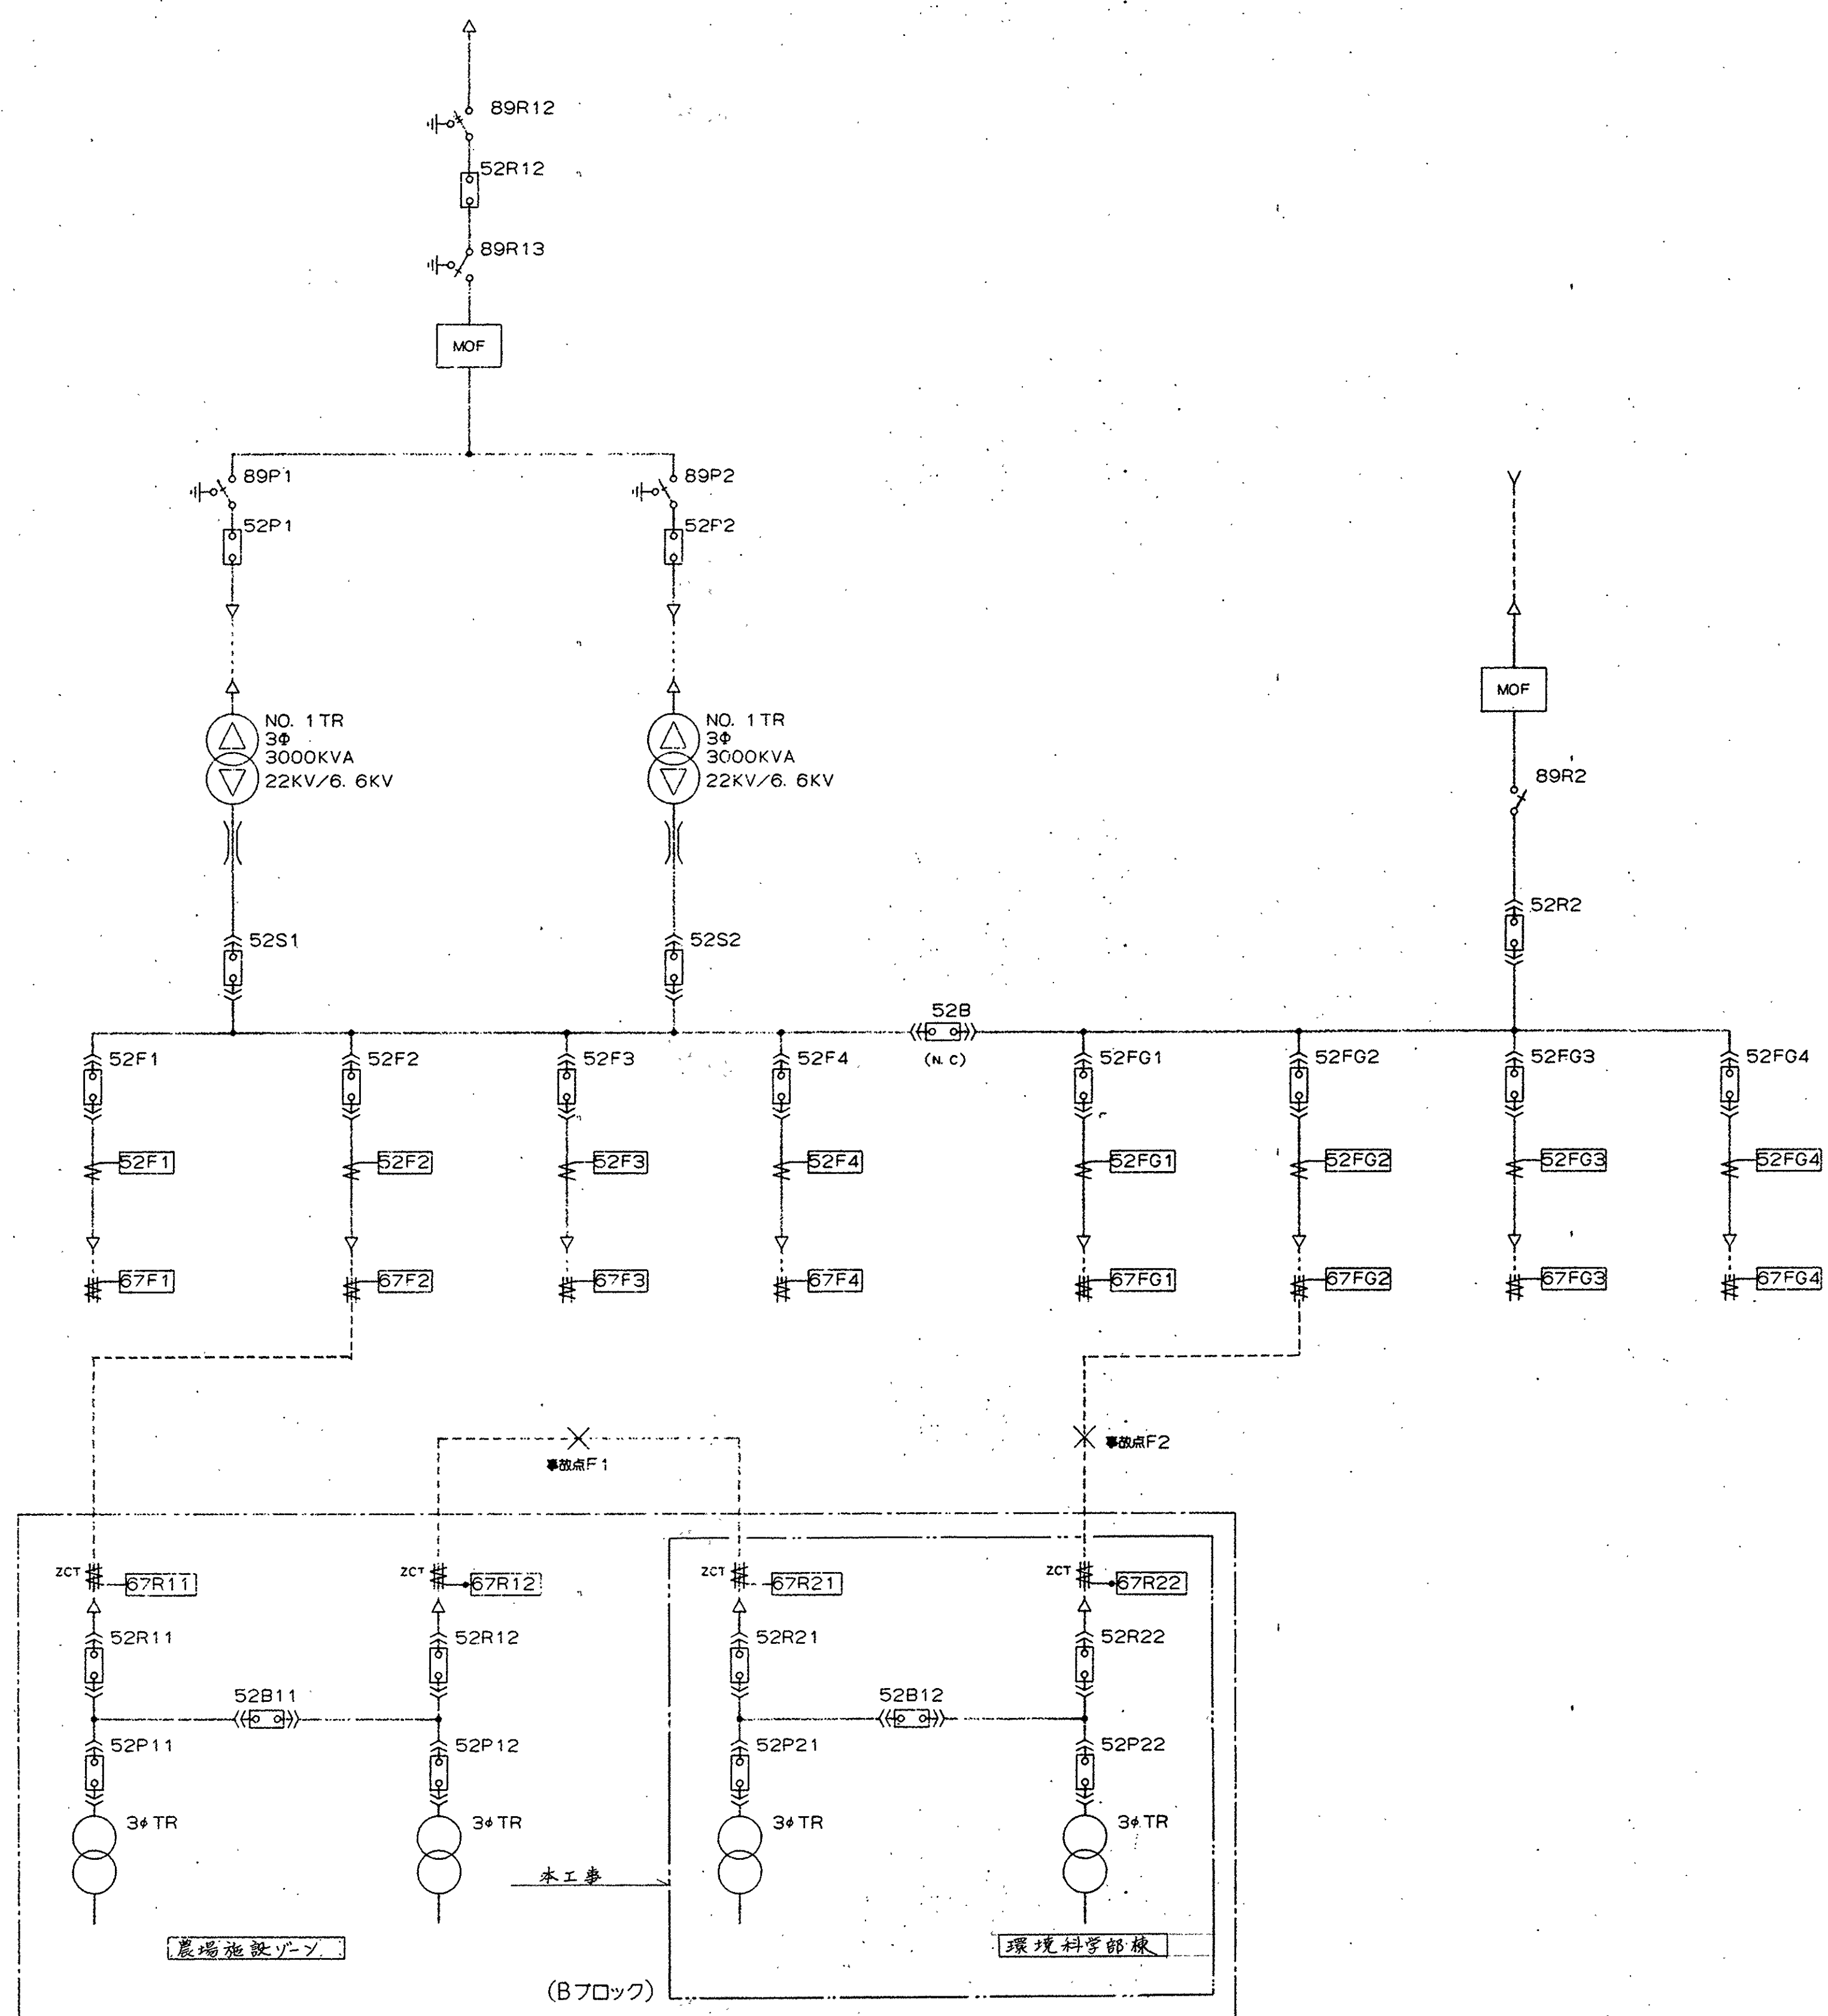 89R12
52R12
89R13
MOF
89P1
89P2
52P1
52P2
NO. 1TR
3Φ
3000KVA
22KV/6. 6KV
NO. 1TR
3Φ
3000KVA
22KV/6. 6KV
MOF
89R2
52R2
52S1
52S2
52B
(N. C)
52F1
52F2
52F3
52F4
52FG1
52FG2
52FG3
52FG4
52F1
52F2
52F3
52F4
52FG1
52FG2
52FG3
52FG4
67F1
67F2
67F3
67F4
67FG1
67FG2
67FG3
67FG4
事故点F1
事故点F2
ZCT
67R11
ZCT
67R12
ZCT
67R21
ZCT
67R22
52R11
52R12
52R21
52R22
52B11
52B12
52P11
52P12
52P21
52P22
3φTR
3φTR
3φTR
3φTR
本工事
農場施設ゾーン
環境科学部棟
(Bブロック)